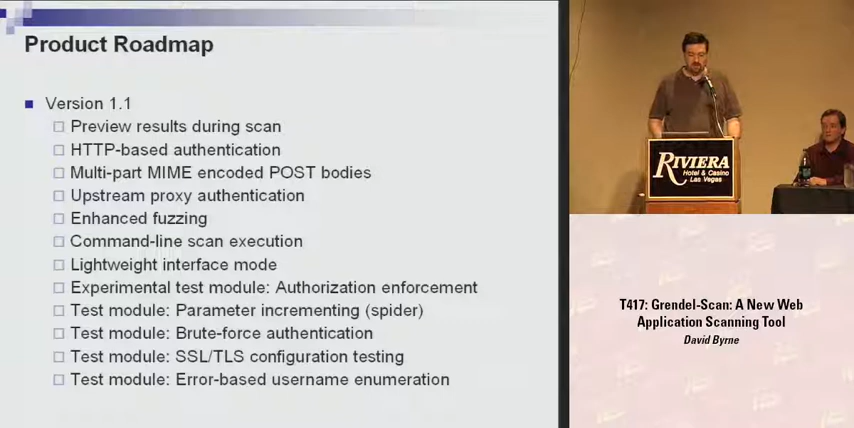 Product Roadmap
Version 1.1
Preview results during scan
HTTP-based authentication
Multi-part MIME encoded POST bodies
Upstream proxy authentication
Enhanced fuzzing
Command-line scan execution
Lightweight interface mode
Experimental test module: Authorization enforcement
Test module: Parameter incrementing (spider)
Test module: Brute-force authentication
Test module: SSL/TLS configuration testing
Test module: Error-based username enumeration
RIVIERA
Hotel & Casino
Las Vegas
T417: Grendel-Scan: A New Web
Application Scanning Tool
David Byrne